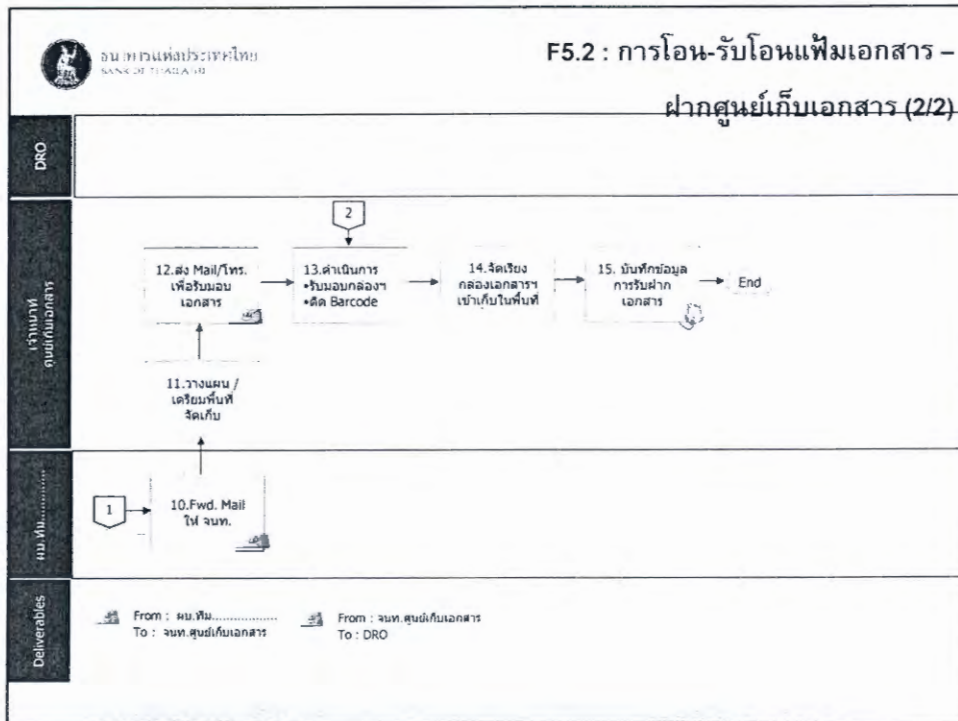 ธนาคารแห่งประเทศไทย
BANK OF THAILAND
F5.2 : การโอน-รับโอนแฟ้มเอกสาร –
ฝากศูนย์เก็บเอกสาร (2/2)
DRO
เจ้าหน้าที่
ศูนย์เก็บเอกสาร
2
12.ส่ง Mail/โทร.
เพื่อรับมอบ
เอกสาร
13.ดำเนินการ
•รับมอบกล่องฯ
•ติด Barcode
14.จัดเรียง
กล่องเอกสารฯ
เข้าเก็บในพื้นที่
15. บันทึกข้อมูล
การรับฝาก
เอกสาร
End
11.วางแผน /
เตรียมพื้นที่
จัดเก็บ
ผบ.ทีม.............
1
10.Fwd. Mail
ให้ จนท.
Deliverables
From : ผบ.ทีม.................
To : จนท.ศูนย์เก็บเอกสาร
From : จนท.ศูนย์เก็บเอกสาร
To : DRO